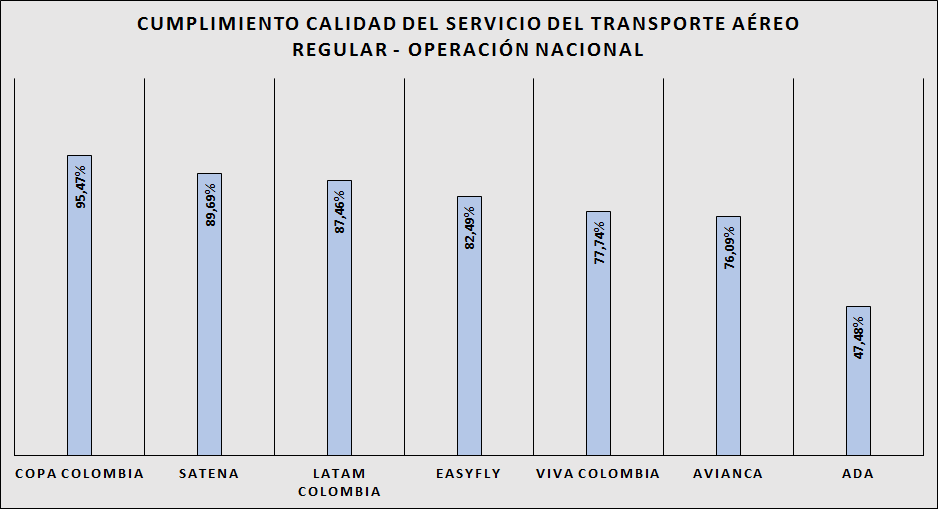 CUMPLIMIENTO CALIDAD DEL SERVICIO DEL TRANSPORTE AÉREO
REGULAR - OPERACIÓN NACIONAL
95,47%
89,69%
87,46%
82,49%
77,74%
76,09%
47,48%
COPA COLOMBIA
SATENA
LATAM
COLOMBIA
EASYFLY
VIVA COLOMBIA
AVIANCA
ADA